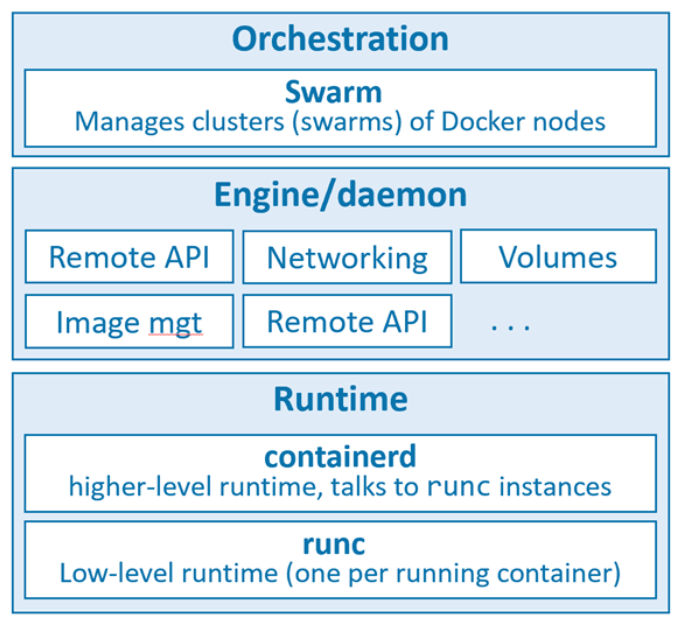 Orchestration
Swarm
Manages clusters (swarms) of Docker nodes
Engine/daemon
Remote API
Networking
Volumes
Image mgt
Remote API
...
Runtime
containerd
higher-level runtime, talks to runc instances
runc
Low-level runtime (one per running container)